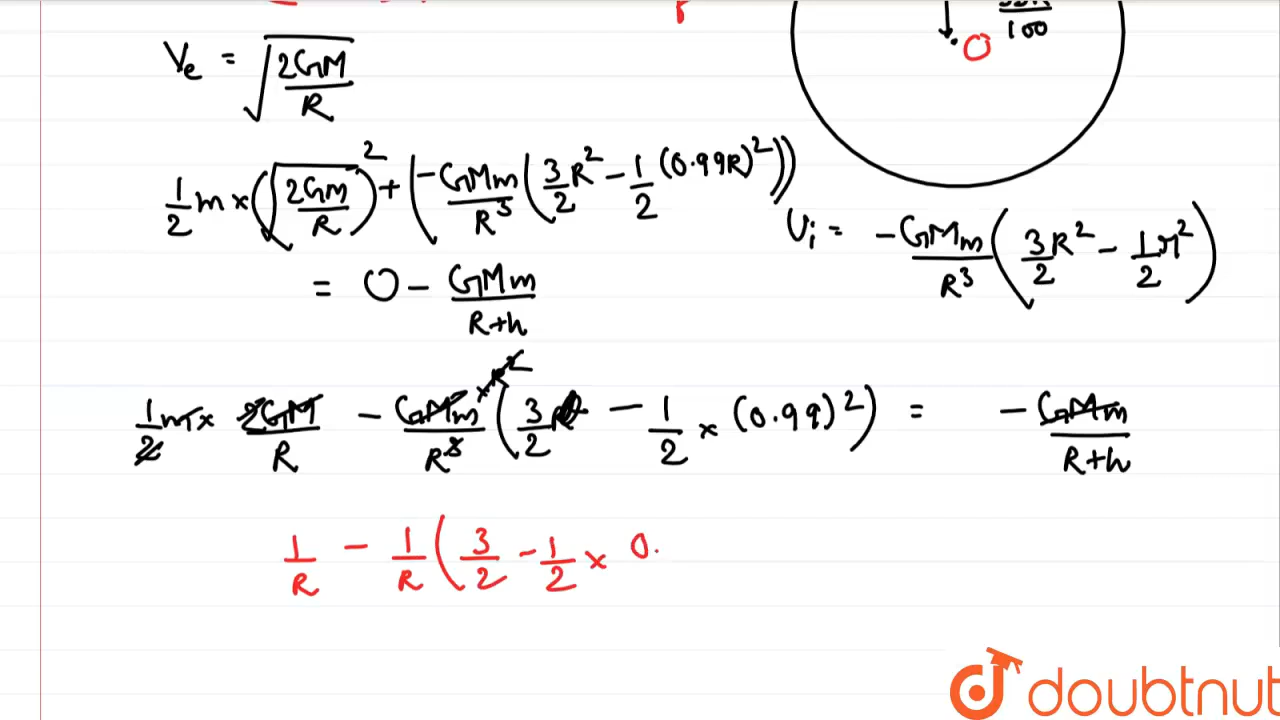 100
O
Ve = √(2GM/R)
1/2 m × (√(2GM/R))² + (-GMm/R³ (3/2 R² - 1/2 (0.99R)²))
Ui = -GMm/R³ (3/2 R² - 1/2 r²)
= 0 - GMm/(R+h)
1/2 m × 2GM/R - GMm/R³ × R² (3/2 - 1/2 × (0.99)²) = -GMm/(R+h)
1/R - 1/R (3/2 - 1/2 × 0.
doubtnut